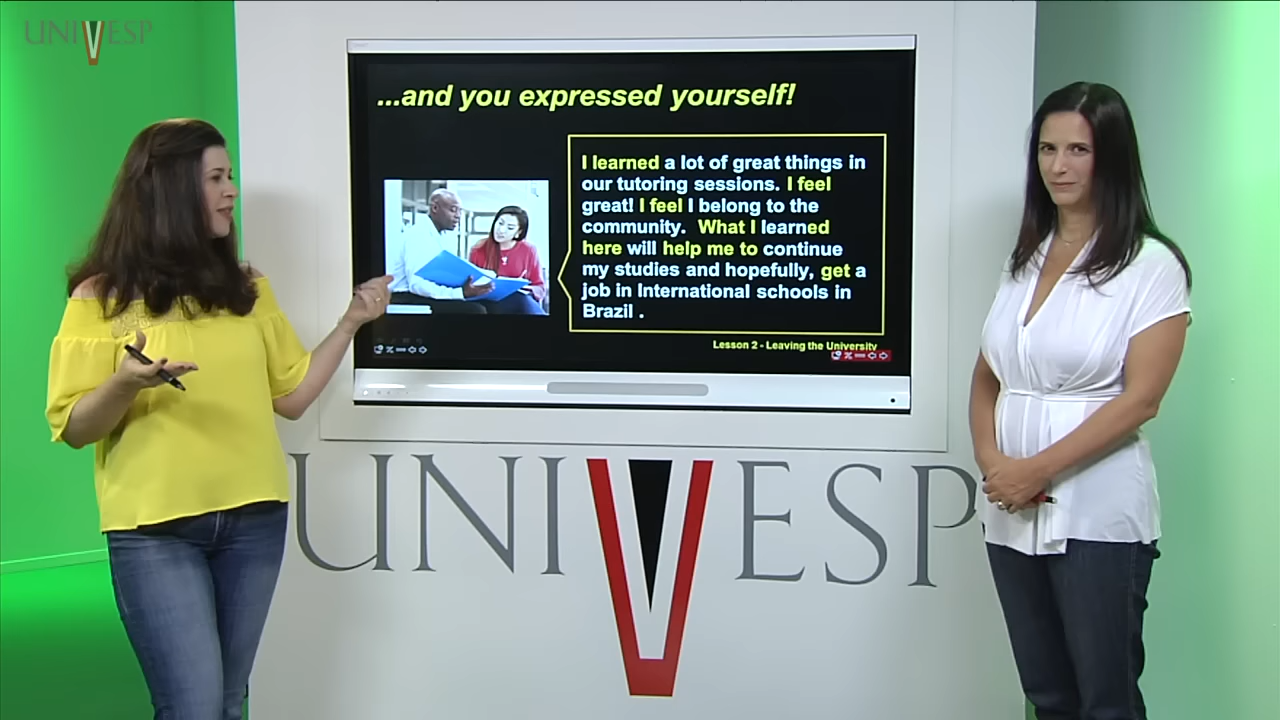 UNIVESP
...and you expressed yourself!
I learned a lot of great things in
our tutoring sessions. I feel
great! I feel I belong to the
community. What I learned
here will help me to continue
my studies and hopefully, get a
job in International schools in
Brazil .
Lesson 2 - Leaving the University
UNIVESP